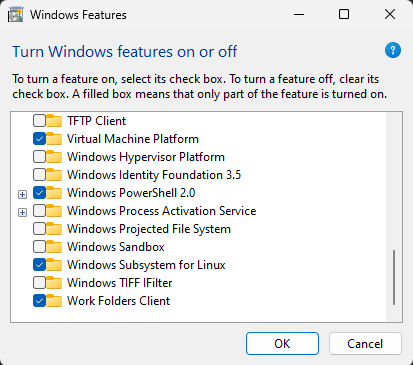 Windows Features
Turn Windows features on or off
To turn a feature on, select its check box. To turn a feature off, clear its
check box. A filled box means that only part of the feature is turned on.
TFTP Client
Virtual Machine Platform
Windows Hypervisor Platform
Windows Identity Foundation 3.5
Windows PowerShell 2.0
Windows Process Activation Service
Windows Projected File System
Windows Sandbox
Windows Subsystem for Linux
Windows TIFF IFilter
Work Folders Client
OK
Cancel